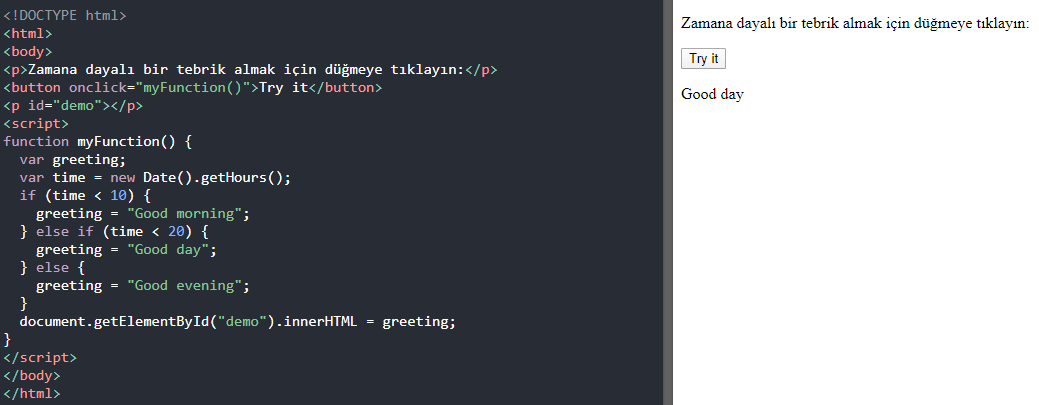 <!DOCTYPE html>
<html>
<body>
<p>Zamana dayalı bir tebrik almak için düğmeye tıklayın:</p>
<button onclick="myFunction()">Try it</button>
<p id="demo"></p>
<script>
function myFunction() {
  var greeting;
  var time = new Date().getHours();
  if (time < 10) {
    greeting = "Good morning";
  } else if (time < 20) {
    greeting = "Good day";
  } else {
    greeting = "Good evening";
  }
  document.getElementById("demo").innerHTML = greeting;
}
</script>
</body>
</html>
Zamana dayalı bir tebrik almak için düğmeye tıklayın:
Try it
Good day